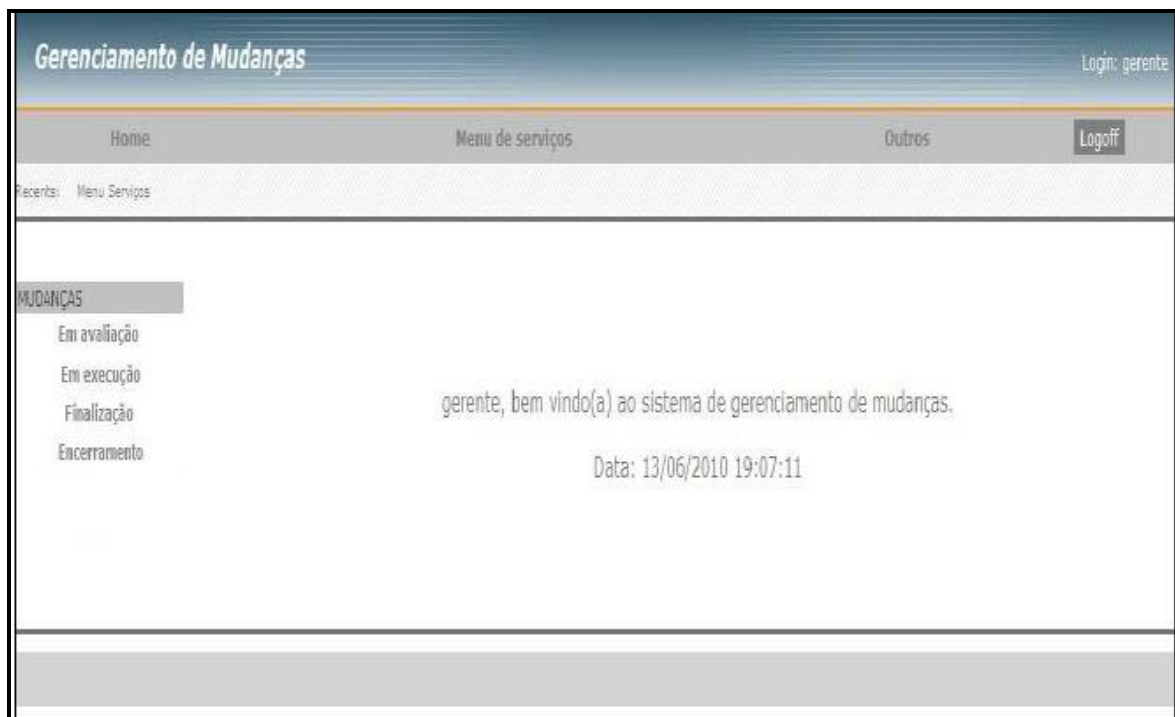 Gerenciamento de Mudanças
Login: gerente
Home Menu de serviços Outros Logoff
Recents: Menu Serviços
MUDANÇAS
Em avaliação
Em execução
Finalização
Encerramento
gerente, bem vindo(a) ao sistema de gerenciamento de mudanças.
Data: 13/06/2010 19:07:11